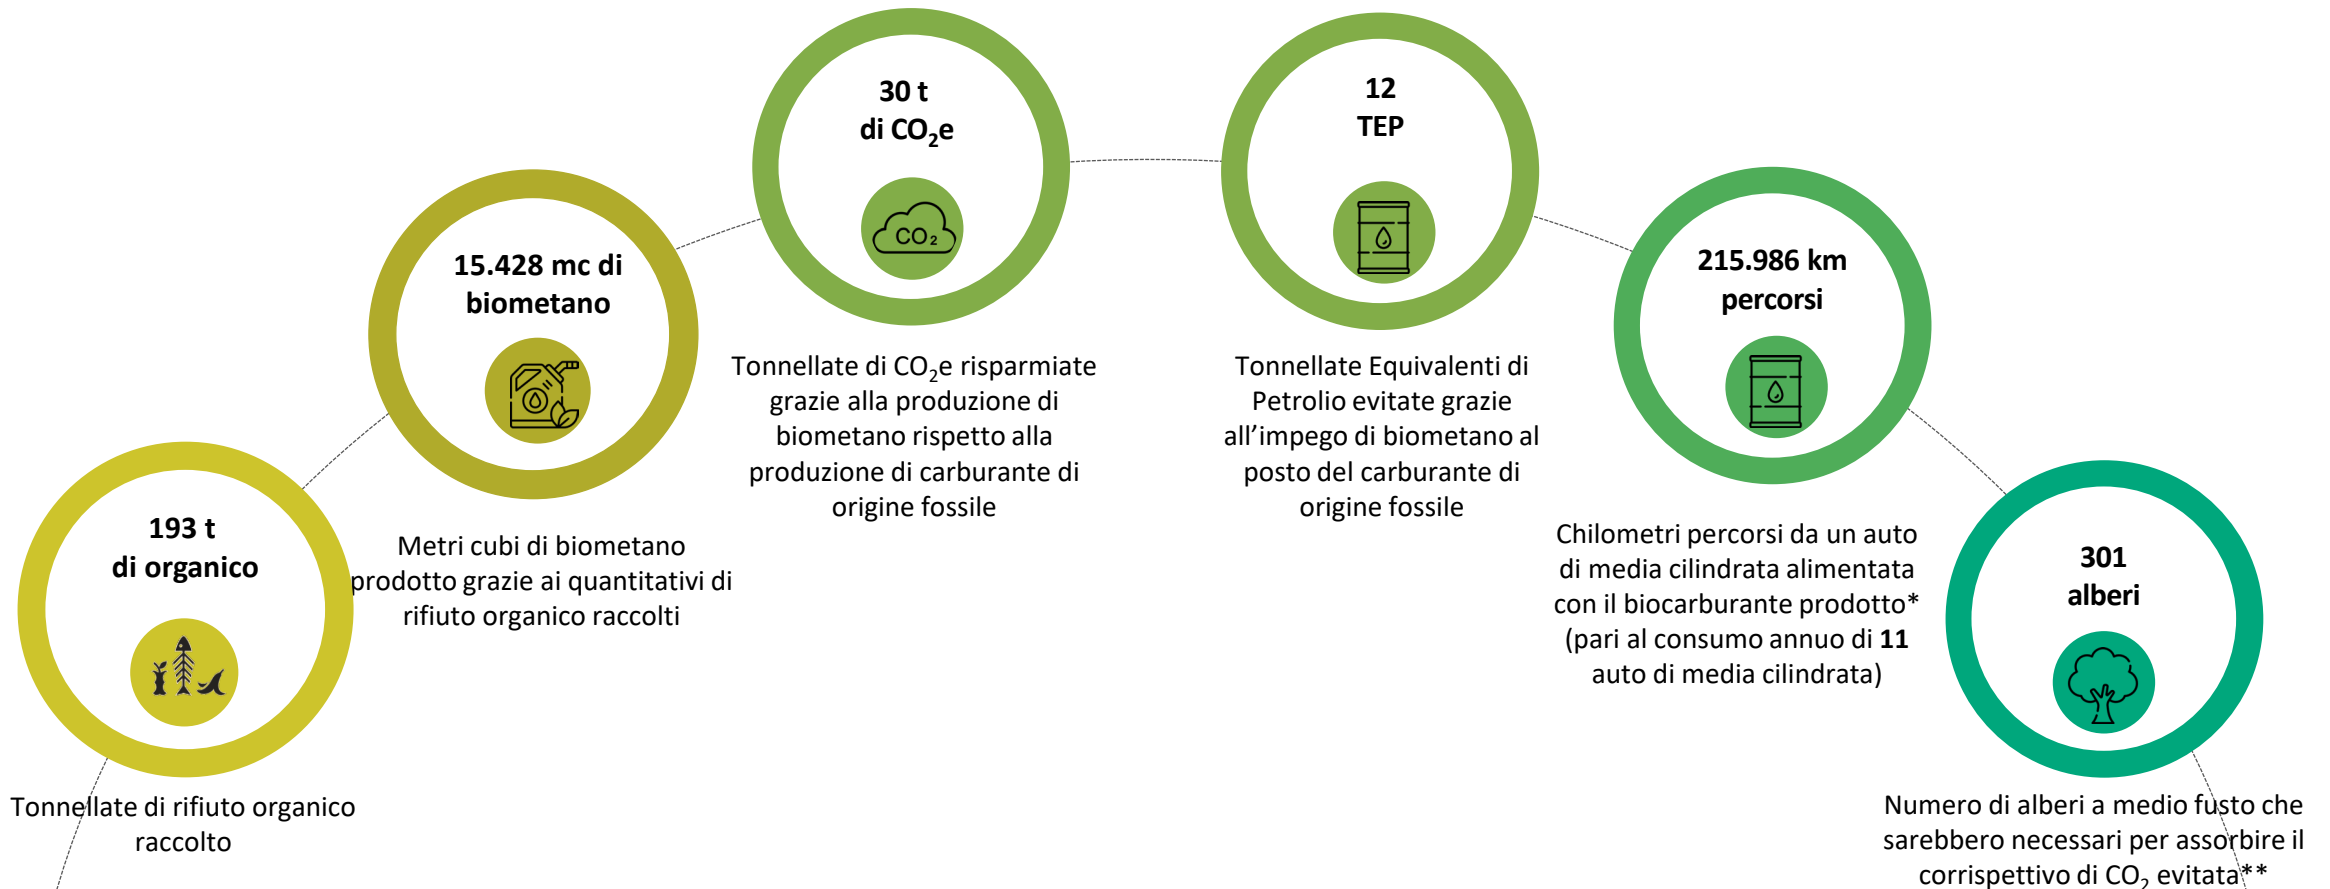 193 t
di organico
Tonnellate di rifiuto organico
raccolto
15.428 mc di
biometano
Metri cubi di biometano
prodotto grazie ai quantitativi di
rifiuto organico raccolti
30 t
di CO₂e
CO₂
Tonnellate di CO₂e risparmiate
grazie alla produzione di
biometano rispetto alla
produzione di carburante di
origine fossile
12
TEP
Tonnellate Equivalenti di
Petrolio evitate grazie
all’impego di biometano al
posto del carburante di
origine fossile
215.986 km
percorsi
Chilometri percorsi da un auto
di media cilindrata alimentata
con il biocarburante prodotto*
(pari al consumo annuo di 11
auto di media cilindrata)
301
alberi
Numero di alberi a medio fusto che
sarebbero necessari per assorbire il
corrispettivo di CO₂ evitata**